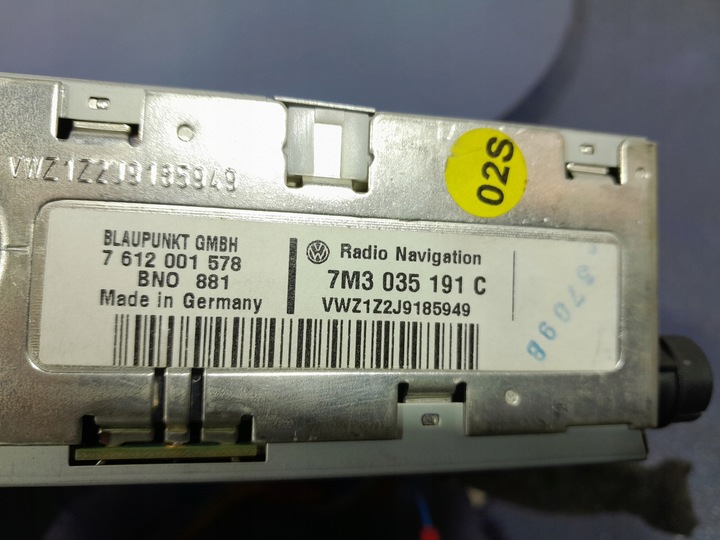 VWZ1Z2J9185949
02S
BLAUPUNKT GMBH
7 612 001 578
BNO 881
Made in Germany
Radio Navigation
7M3 035 191 C
VWZ1Z2J9185949